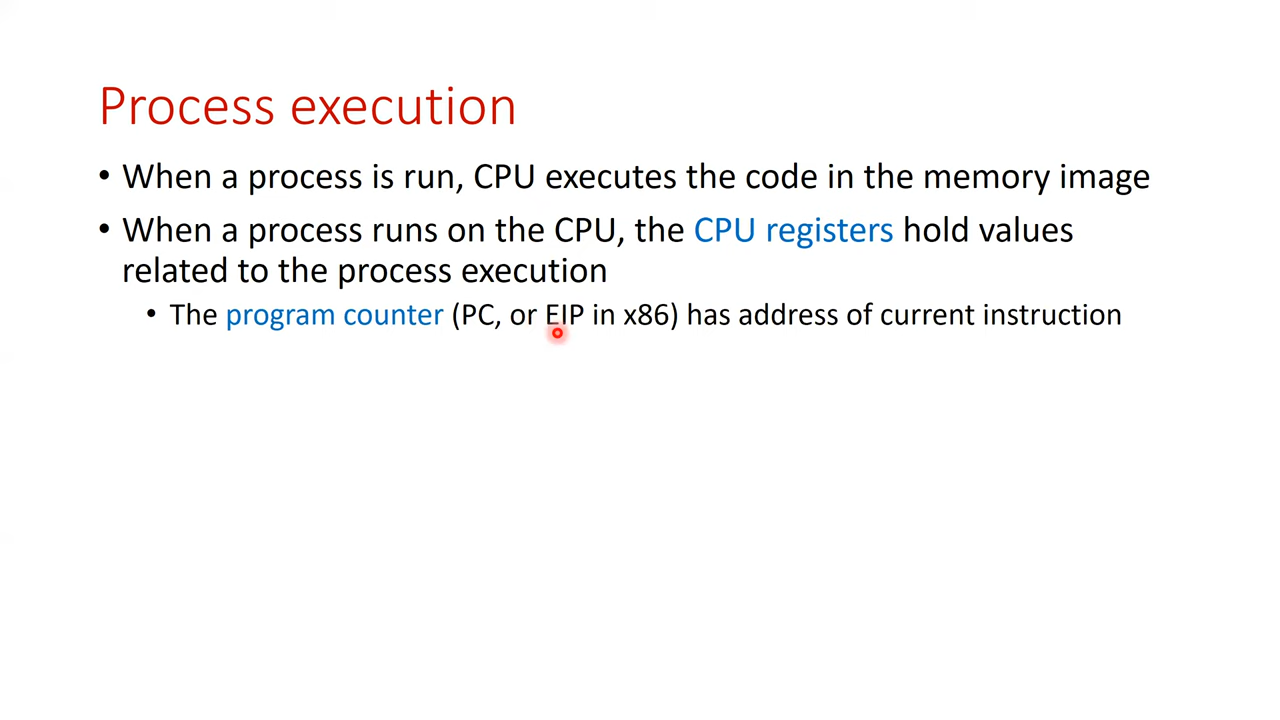 Process execution
• When a process is run, CPU executes the code in the memory image
• When a process runs on the CPU, the CPU registers hold values
related to the process execution
• The program counter (PC, or EIP in x86) has address of current instruction